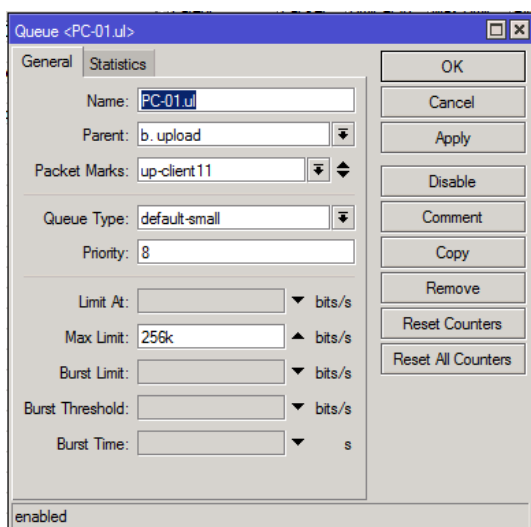 Queue <PC-01.ul>
General Statistics
Name: PC-01.ul
Parent: b. upload
Packet Marks: up-client11
Queue Type: default-small
Priority: 8
Limit At: bits/s
Max Limit: 256k bits/s
Burst Limit: bits/s
Burst Threshold: bits/s
Burst Time: s
OK
Cancel
Apply
Disable
Comment
Copy
Remove
Reset Counters
Reset All Counters
enabled